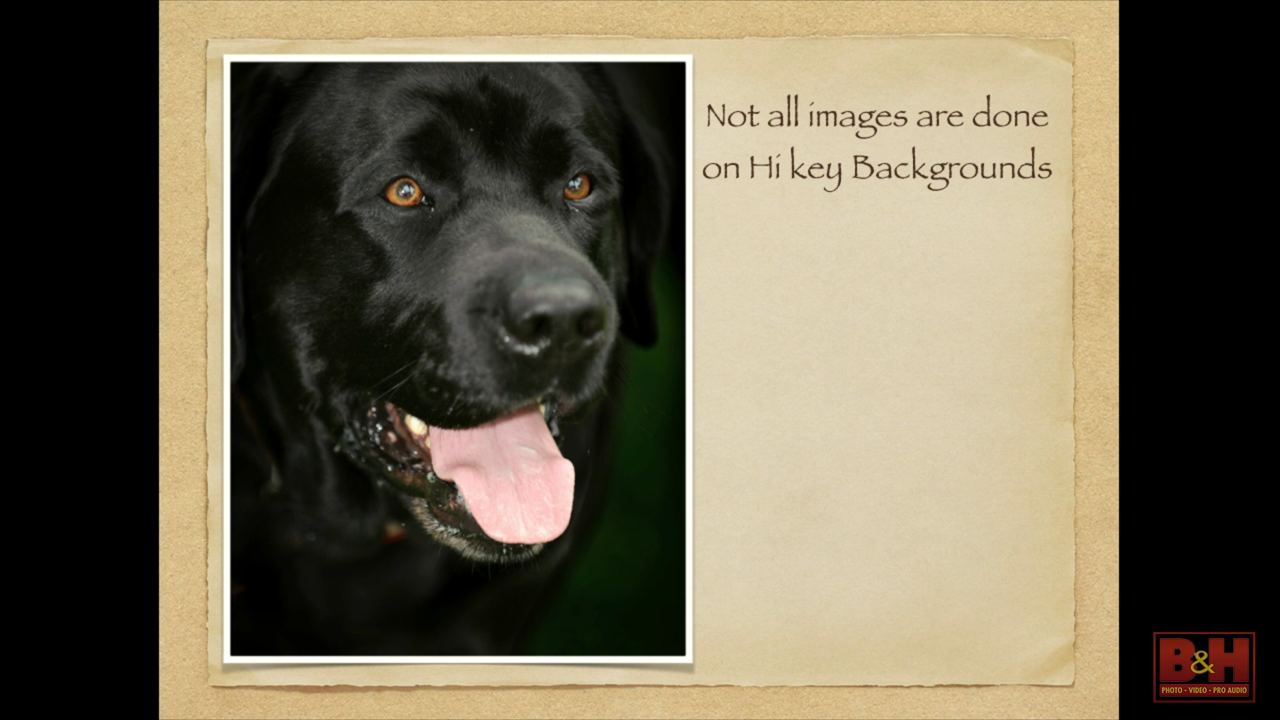 Not all images are done
on Hi key Backgrounds
B&H
PHOTO - VIDEO - PRO AUDIO